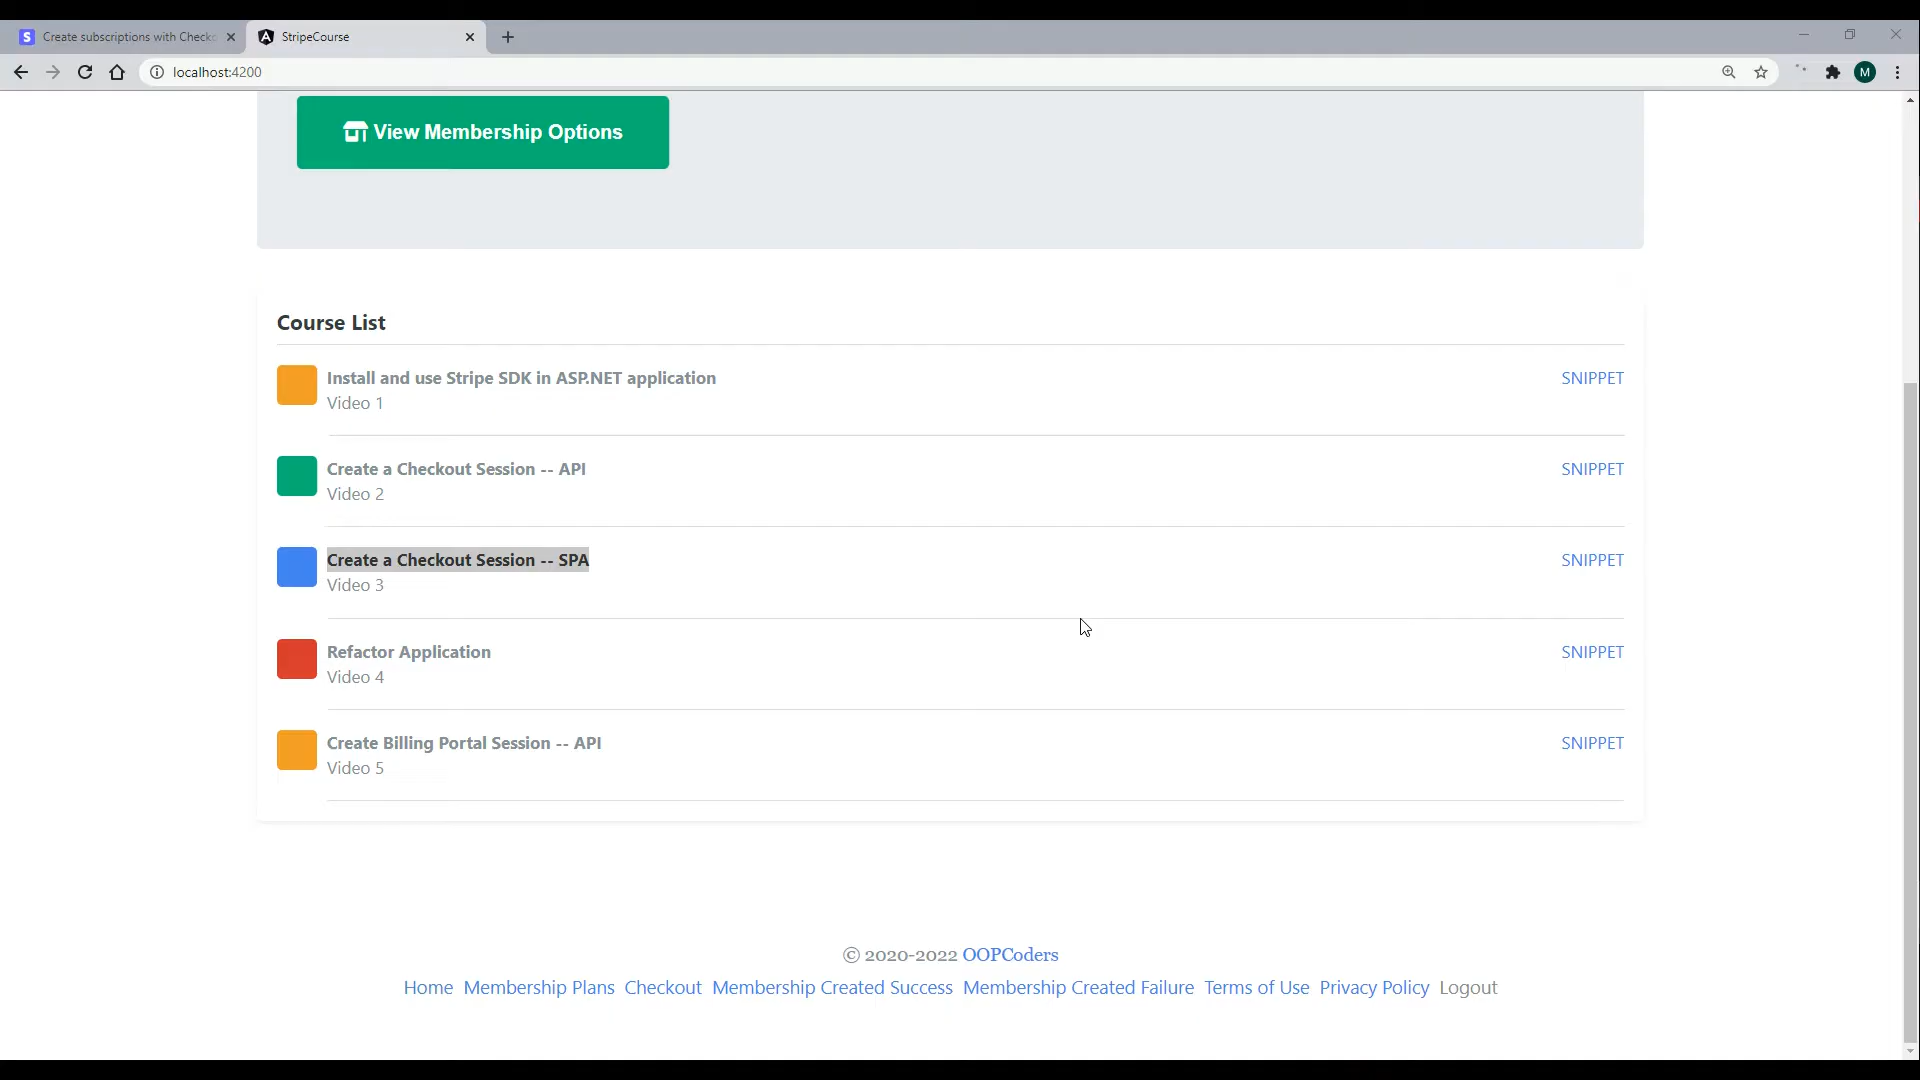 Create subscriptions with Check
StripeCourse
localhost:4200
M
View Membership Options
Course List
Install and use Stripe SDK in ASP.NET application
SNIPPET
Video 1
Create a Checkout Session -- API
SNIPPET
Video 2
Create a Checkout Session -- SPA
SNIPPET
Video 3
Refactor Application
SNIPPET
Video 4
Create Billing Portal Session -- API
SNIPPET
Video 5
© 2020-2022 OOPCoders
Home Membership Plans Checkout Membership Created Success Membership Created Failure Terms of Use Privacy Policy Logout